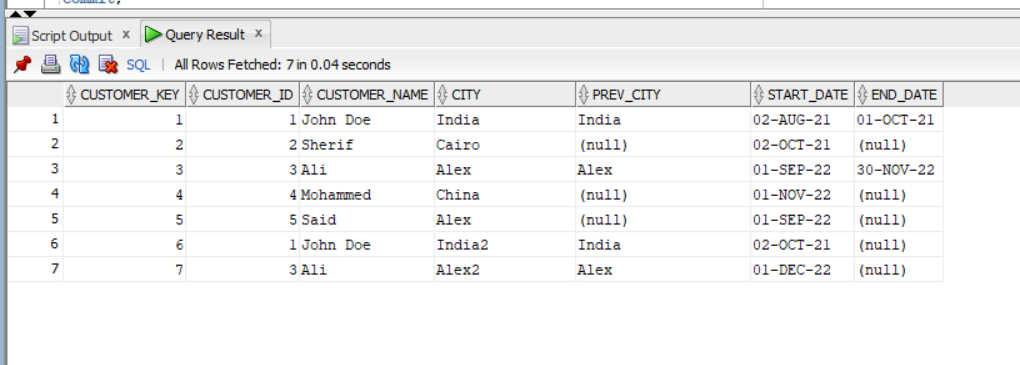 commit;
Script Output x Query Result x
SQL | All Rows Fetched: 7 in 0.04 seconds
CUSTOMER_KEY CUSTOMER_ID CUSTOMER_NAME CITY PREV_CITY START_DATE END_DATE
1 1 1 John Doe India India 02-AUG-21 01-OCT-21
2 2 2 Sherif Cairo (null) 02-OCT-21 (null)
3 3 3 Ali Alex Alex 01-SEP-22 30-NOV-22
4 4 4 Mohammed China (null) 01-NOV-22 (null)
5 5 5 Said Alex (null) 01-SEP-22 (null)
6 6 1 John Doe India2 India 02-OCT-21 (null)
7 7 3 Ali Alex2 Alex 01-DEC-22 (null)